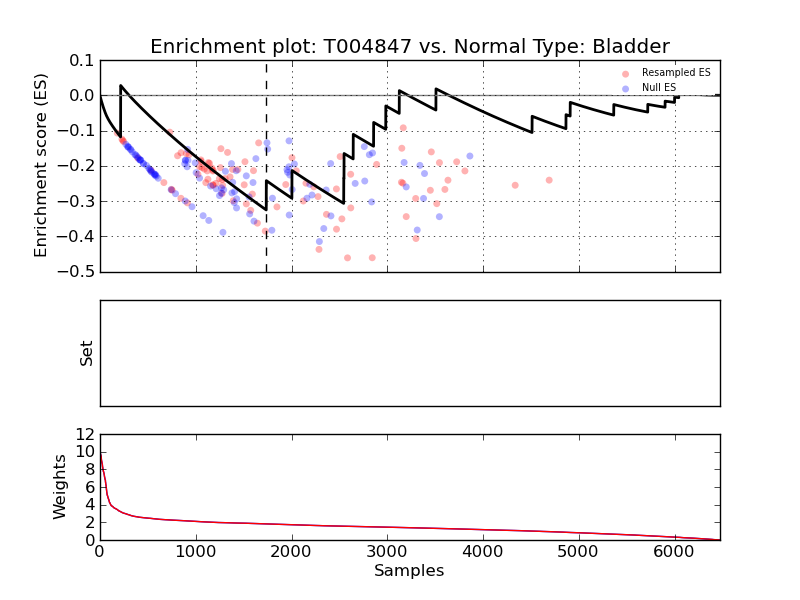 Enrichment plot: T004847 vs. Normal Type: Bladder
Enrichment score (ES)
0.1
0.0
−0.1
−0.2
−0.3
−0.4
−0.5
Resampled ES
Null ES
Set
Weights
12
10
8
6
4
2
0
0 1000 2000 3000 4000 5000 6000
Samples